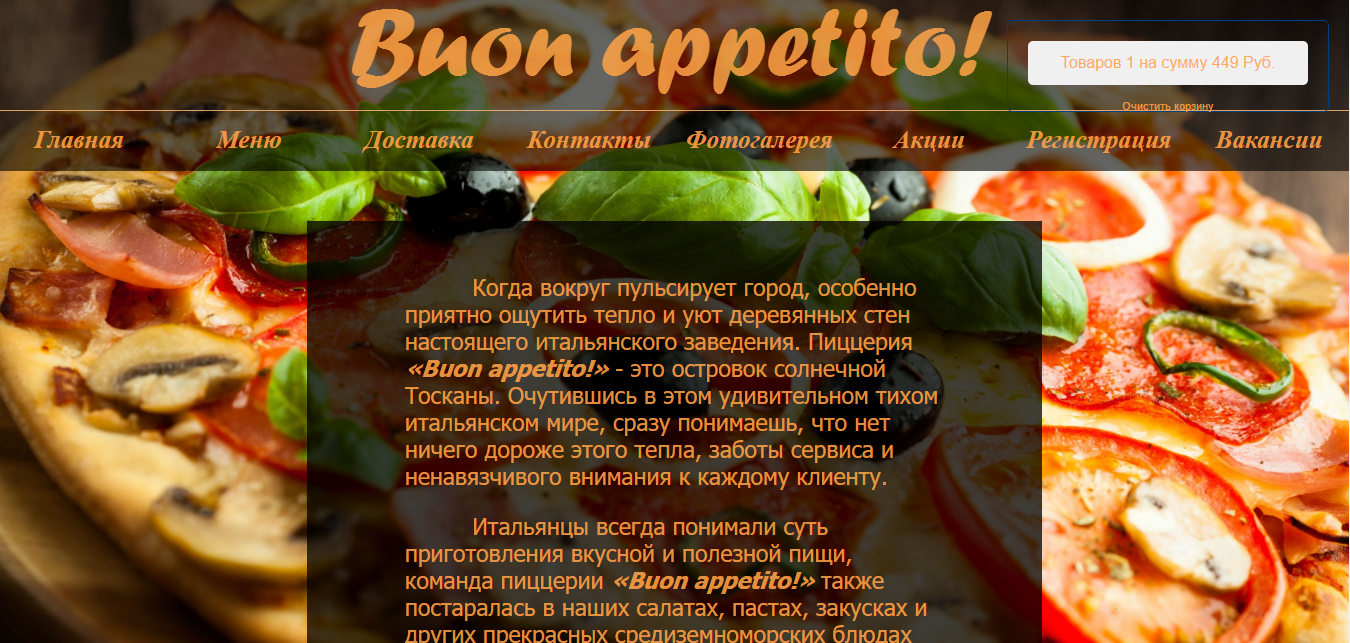 Buon appetito!
Товаров 1 на сумму 449 Руб.
Очистить корзину
Главная Меню Доставка Контакты Фотогалерея Акции Регистрация Вакансии
Когда вокруг пульсирует город, особенно
приятно ощутить тепло и уют деревянных стен
настоящего итальянского заведения. Пиццерия
«Buon appetito!» - это островок солнечной
Тосканы. Очутившись в этом удивительном тихом
итальянском мире, сразу понимаешь, что нет
ничего дороже этого тепла, заботы сервиса и
ненавязчивого внимания к каждому клиенту.
Итальянцы всегда понимали суть
приготовления вкусной и полезной пищи,
команда пиццерии «Buon appetito!» также
постаралась в наших салатах, пастах, закусках и
других прекрасных средиземноморских блюдах